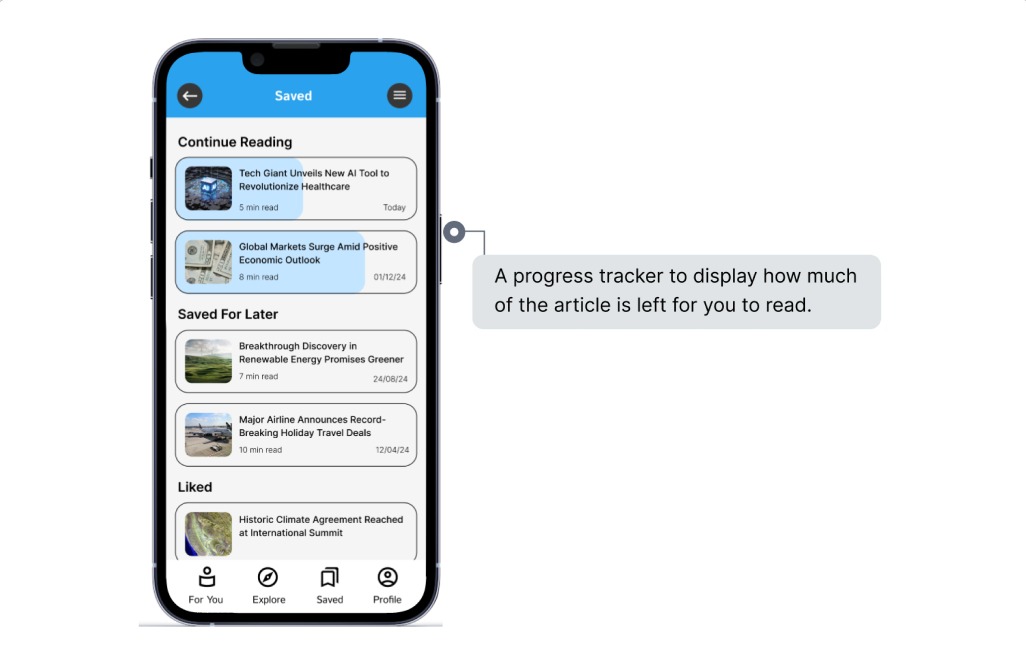 Saved
Continue Reading
Tech Giant Unveils New AI Tool to
Revolutionize Healthcare
5 min read
Today
Global Markets Surge Amid Positive
Economic Outlook
8 min read
01/12/24
A progress tracker to display how much
of the article is left for you to read.
Saved For Later
Breakthrough Discovery in
Renewable Energy Promises Greener
7 min read
24/08/24
Major Airline Announces Record-
Breaking Holiday Travel Deals
10 min read
12/04/24
Liked
Historic Climate Agreement Reached
at International Summit
For You
Explore
Saved
Profile